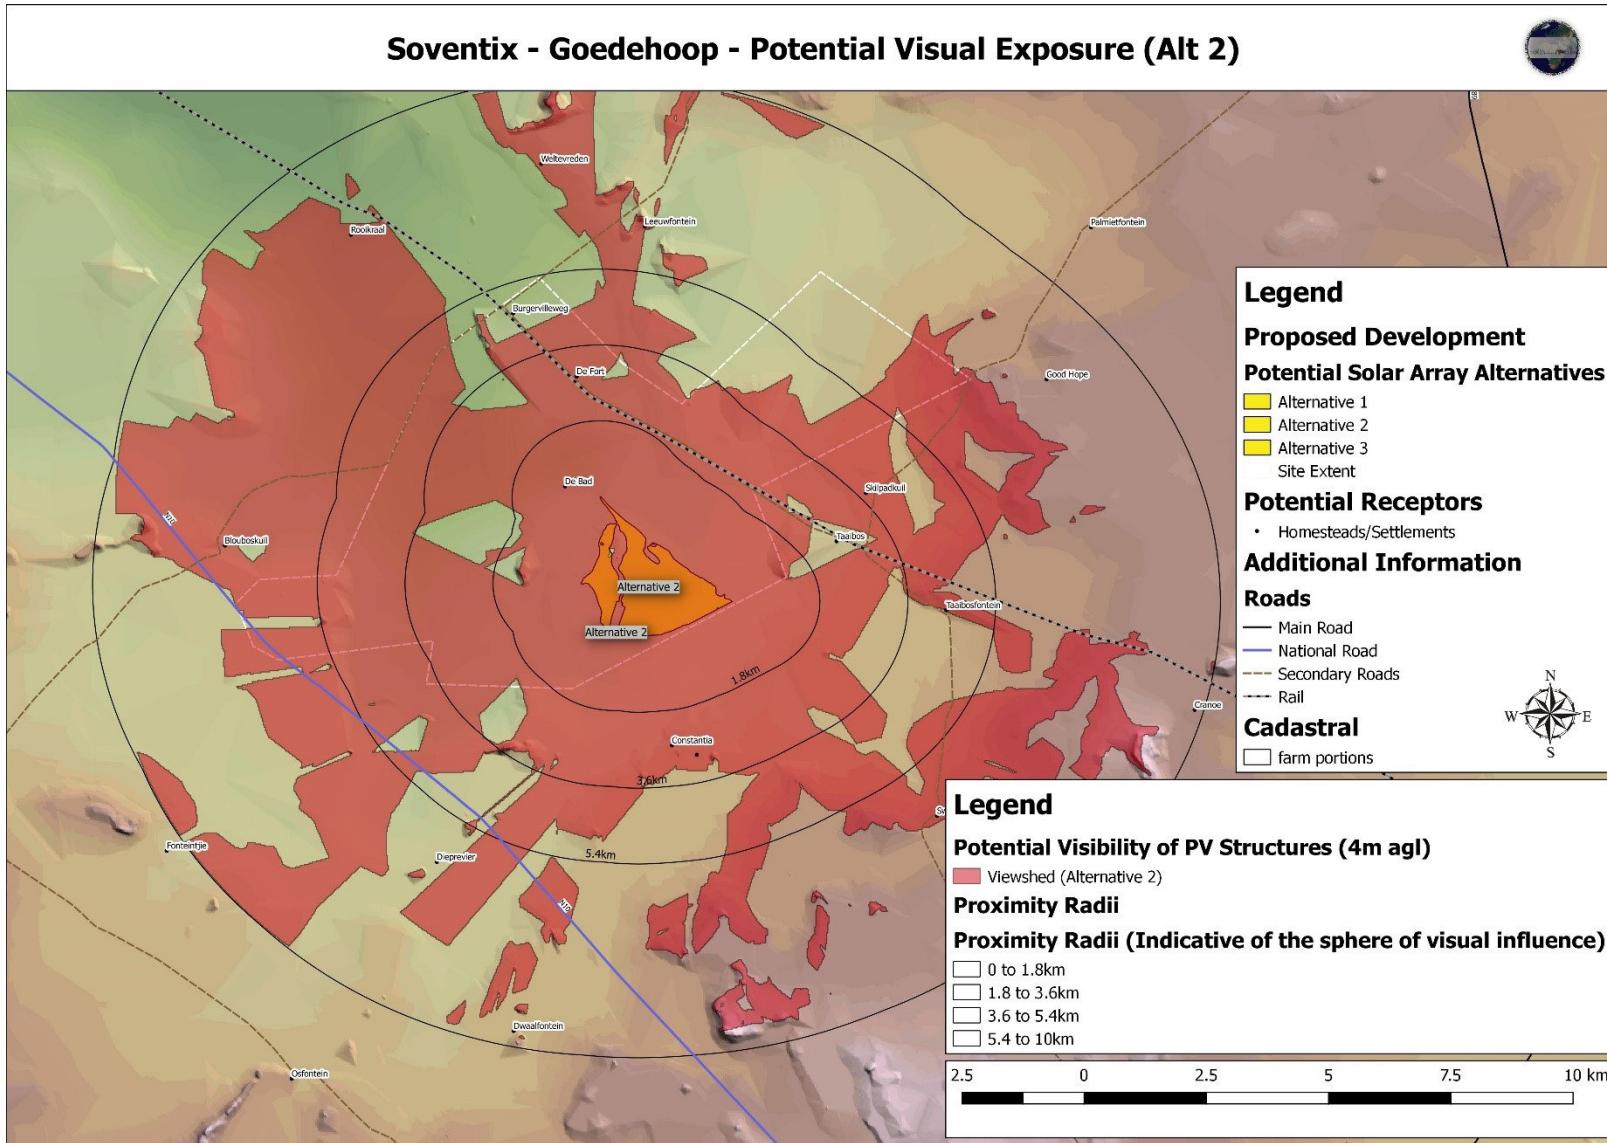 Soventix - Goedehoop - Potential Visual Exposure (Alt 2)
Weltevreden
Leeuwfontein
Rooikraal
Palmietfontein
Burgervilleweg
De Fort
Good Hope
De Bad
Skilpadkuil
N10
Blouboskuil
Taaibos
Alternative 2
Taaibosfontein
Alternative 2
1.8km
Cranoe
Constantia
3.6km
Fonteintjie
Dieprevier
5.4km
N10
Dwaalfontein
Osfontein
Legend
Proposed Development
Potential Solar Array Alternatives
Alternative 1
Alternative 2
Alternative 3
Site Extent
Potential Receptors
Homesteads/Settlements
Additional Information
Roads
Main Road
National Road
Secondary Roads
Rail
Cadastral
farm portions
N
W E
S
Legend
Potential Visibility of PV Structures (4m agl)
Viewshed (Alternative 2)
Proximity Radii
Proximity Radii (Indicative of the sphere of visual influence)
0 to 1.8km
1.8 to 3.6km
3.6 to 5.4km
5.4 to 10km
2.5 0 2.5 5 7.5 10 km